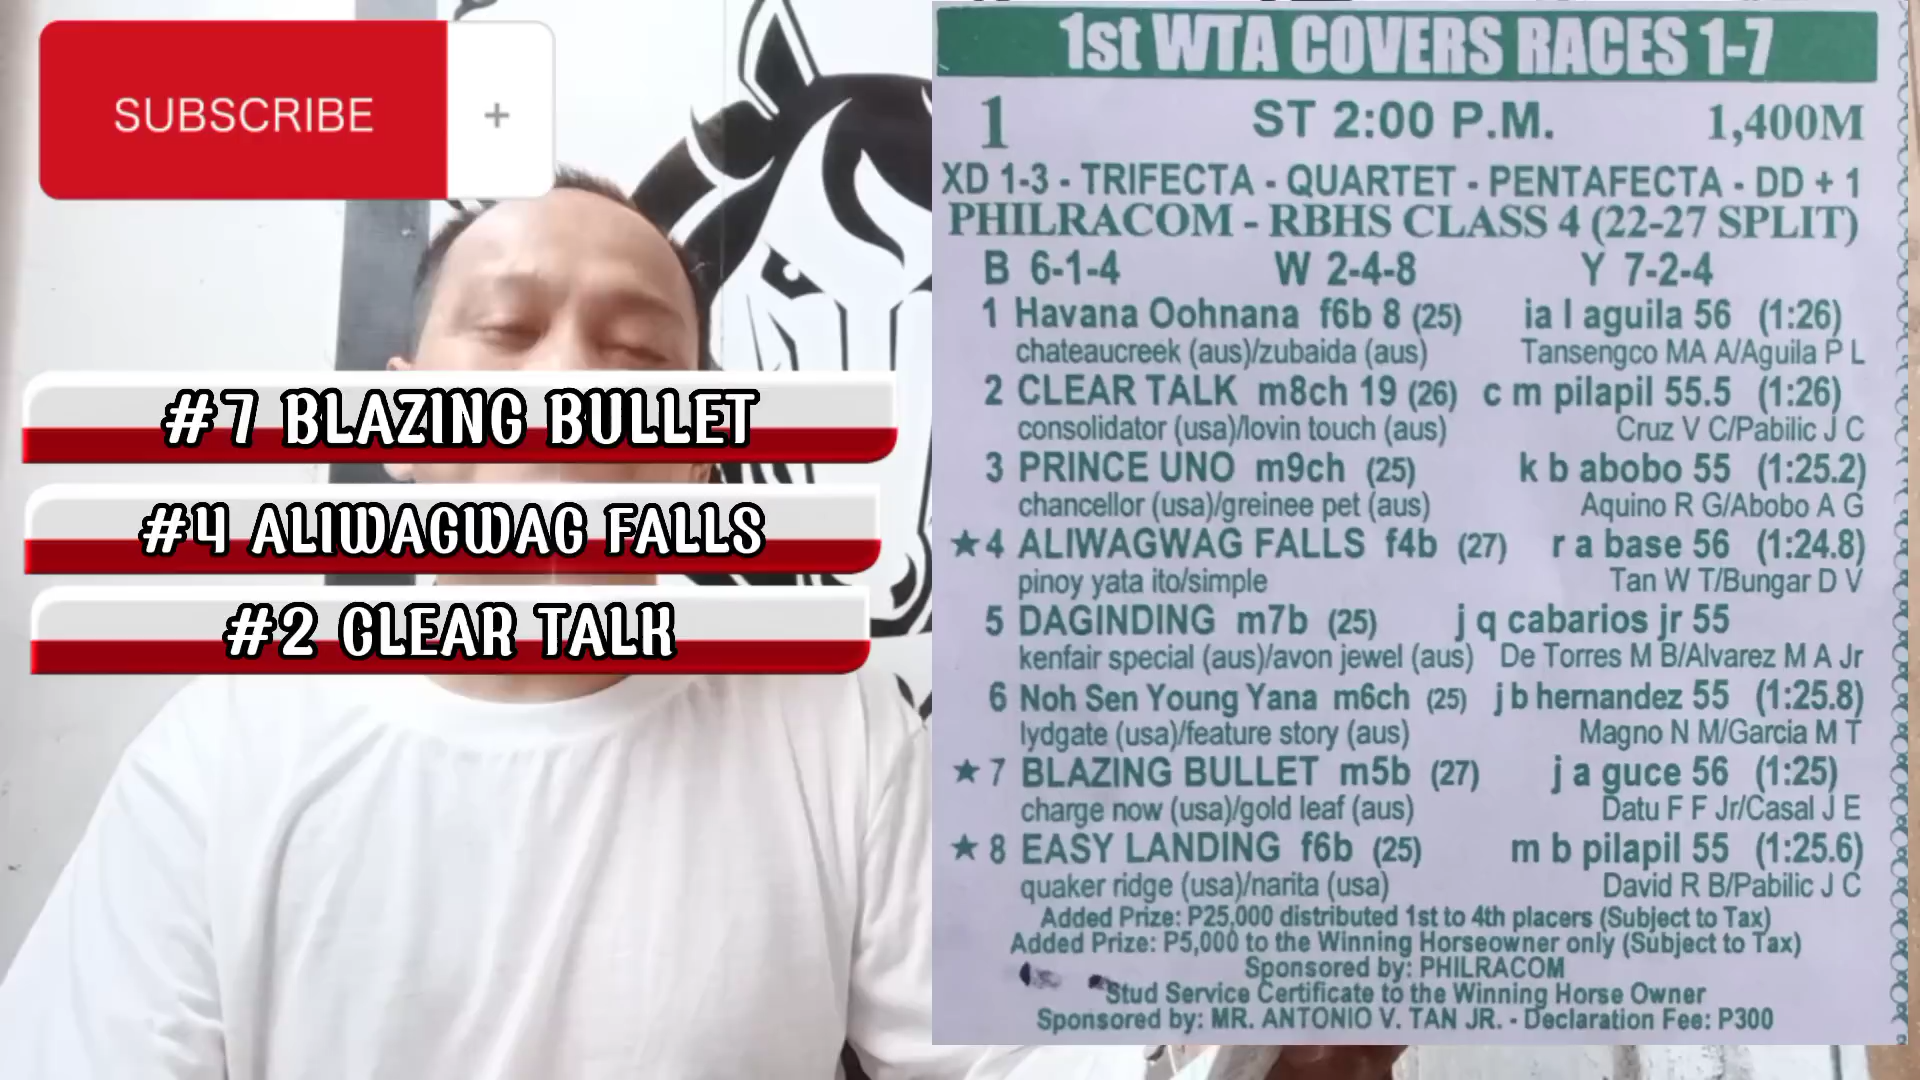 SUBSCRIBE +
#7 BLAZING BULLET
#4 ALIWAGWAG FALLS
#2 CLEAR TALK
1st WTA COVERS RACES 1-7
1 ST 2:00 P.M. 1,400M
XD 1-3 - TRIFECTA - QUARTET - PENTAFECTA - DD + 1
PHILRACOM - RBHS CLASS 4 (22-27 SPLIT)
B 6-1-4 W 2-4-8 Y 7-2-4
1 Havana Oohnana f6b 8 (25) ia l aguila 56 (1:26)
chateaucreek (aus)/zubaida (aus) Tansengco MA A/Aguila P L
2 CLEAR TALK m8ch 19 (26) c m pilapil 55.5 (1:26)
consolidator (usa)/lovin touch (aus) Cruz V C/Pabilic J C
3 PRINCE UNO m9ch (25) k b abobo 55 (1:25.2)
chancellor (usa)/greinee pet (aus) Aquino R G/Abobo A G
★4 ALIWAGWAG FALLS f4b (27) r a base 56 (1:24.8)
pinoy yata ito/simple Tan W T/Bungar D V
5 DAGINDING m7b (25) j q cabarios jr 55
kenfair special (aus)/avon jewel (aus) De Torres M B/Alvarez M A Jr
6 Noh Sen Young Yana m6ch (25) j b hernandez 55 (1:25.8)
lydgate (usa)/feature story (aus) Magno N M/Garcia M T
★ 7 BLAZING BULLET m5b (27) j a guce 56 (1:25)
charge now (usa)/gold leaf (aus) Datu F F Jr/Casal J E
★ 8 EASY LANDING f6b (25) m b pilapil 55 (1:25.6)
quaker ridge (usa)/narita (usa) David R B/Pabilic J C
Added Prize: P25,000 distributed 1st to 4th placers (Subject to Tax)
Added Prize: P5,000 to the Winning Horseowner only (Subject to Tax)
Sponsored by: PHILRACOM
Stud Service Certificate to the Winning Horse Owner
Sponsored by: MR. ANTONIO V. TAN JR. - Declaration Fee: P300